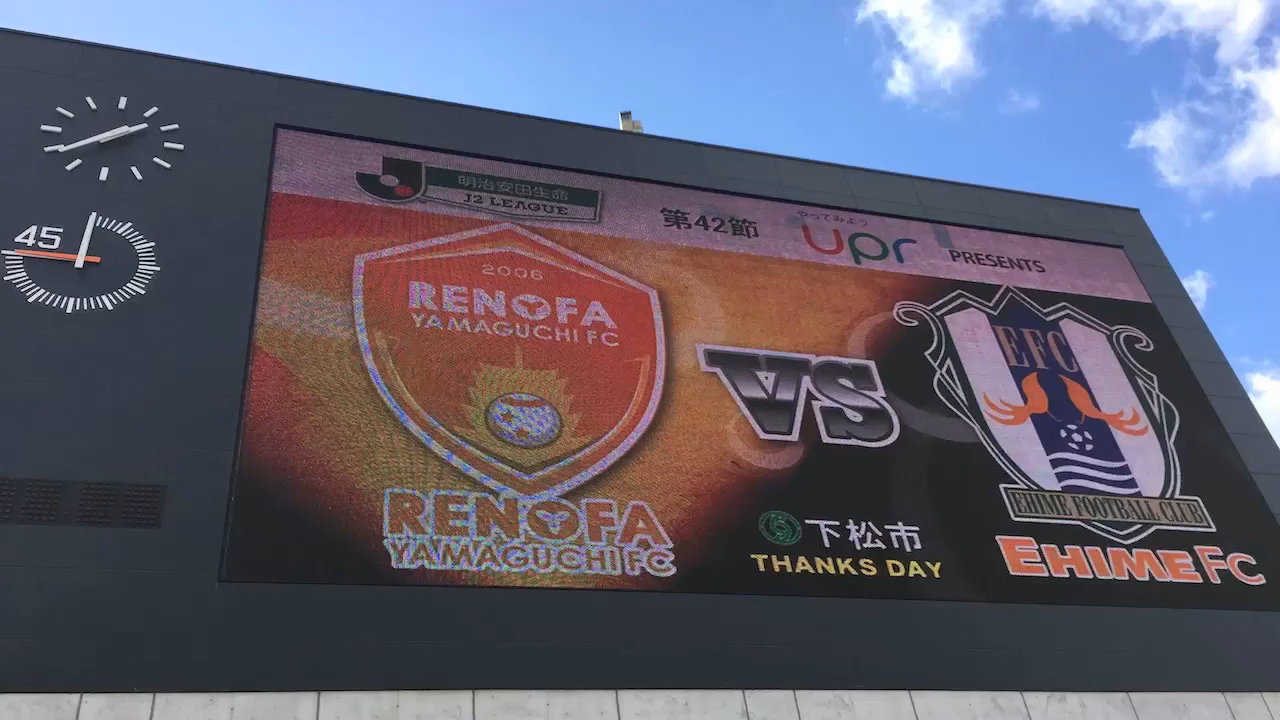 明治安田生命
J2 LEAGUE
第42節
やってみよう
upr
PRESENTS
45
2006
RENOFA
YAMAGUCHI FC
VS
EFC
EHIME FOOTBALL CLUB
RENOFA
YAMAGUCHI FC
下松市
THANKS DAY
EHIME FC